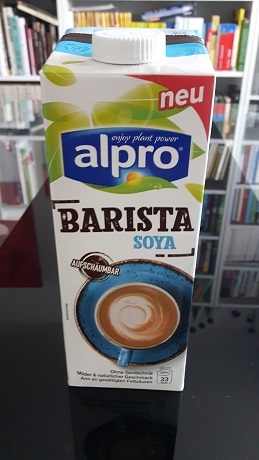 neu
enjoy plant power
alpro®
BARISTA
SOYA
AUFSCHÄUMBAR
Ohne Gentechnik
Milder & natürlicher Geschmack
Arm an gesättigten Fettsäuren